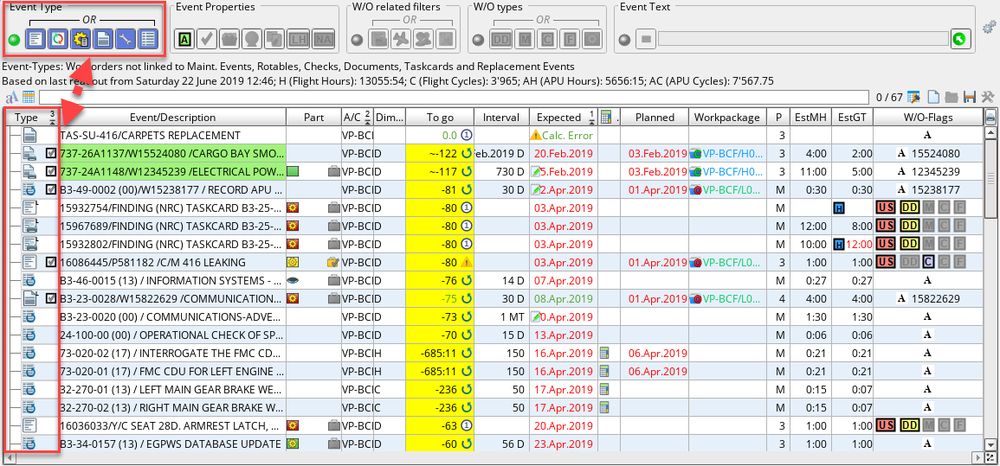 Event Type Event Properties W/O related filters W/O types Event Text
OR OR OR
A LH NA DD M C F
Event-Types: Workorders not linked to Maint. Events, Rotables, Checks, Documents, Taskcards and Replacement Events
Based on last readout from Saturday 22 June 2019 12:46; H (Flight Hours): 13055:54; C (Flight Cycles): 3'965; AH (APU Hours): 5656:15; AC (APU Cycles): 7'567.75
aA 0 / 67
Type 3 Event/Description Part A/C 2 Dim... To go Interval Expected 1 . Planned Workpackage P EstMH EstGT W/O-Flags
TAS-SU-416/CARPETS REPLACEMENT VP-BCI 0.0 1 Calc. Error 3 A
737-26A1137/W15524080 /CARGO BAY SMO... VP-BCI D ~-122 Feb.2019 D 20.Feb.2019 03.Feb.2019 VP-BCF/H0... 3 4:00 2:00 A 15524080
737-24A1148/W12345239 /ELECTRICAL POW... VP-BCI D ~-117 730 D 5.Feb.2019 03.Feb.2019 VP-BCF/H0... 3 11:00 5:00 A 12345239
B3-49-0002 (00)/W15238177 / RECORD APU ... VP-BCI D -81 30 D 2.Apr.2019 01.Apr.2019 VP-BCF/L0... M 0:30 0:30 A 15238177
15932754/FINDING (NRC) TASKCARD B3-25-... VP-BCI D -80 1 03.Apr.2019 M H US DD M C F
15967689/FINDING (NRC) TASKCARD B3-25-... VP-BCI D -80 1 03.Apr.2019 M 12:00 8:00 US DD M C F
15932802/FINDING (NRC) TASKCARD B3-25-... VP-BCI D -80 1 03.Apr.2019 M 10:00 H 12:00 US DD M C F
16086445/P581182 /C/M 416 LEAKING VP-BCI D -80 03.Apr.2019 01.Apr.2019 VP-BCF/L0... 3 1:00 1:00 US DD M C F
B3-46-0015 (13) / INFORMATION SYSTEMS - ... VP-BCI D -76 14 D 07.Apr.2019 M 0:27 0:27 A
B3-23-0028/W15822629 /COMMUNICATION... VP-BCI D -75 30 D 08.Apr.2019 01.Apr.2019 VP-BCF/L0... 4 4:00 4:00 A 15822629
B3-23-0020 (00) / COMMUNICATIONS-ADVE... VP-BCI D -73 1 MT 0.Apr.2019 M 1:30 1:30 A
24-100-00 (00) / OPERATIONAL CHECK OF SP... VP-BCI D -70 15 D 13.Apr.2019 M 0:06 0:06 A
73-020-02 (17) / INTERROGATE THE FMC CD... VP-BCI H -685:11 150 16.Apr.2019 06.Apr.2019 M 0:21 0:21 A
73-020-01 (17) / FMC CDU FOR LEFT ENGINE ... VP-BCI H -685:11 150 16.Apr.2019 06.Apr.2019 M 0:21 0:21 A
32-270-01 (13) / LEFT MAIN GEAR BRAKE WE... VP-BCI C -236 50 17.Apr.2019 M 0:15 0:07 A
32-270-02 (13) / RIGHT MAIN GEAR BRAKE W... VP-BCI C -236 50 17.Apr.2019 M 0:15 0:07 A
16036033/Y/C SEAT 28D. ARMREST LATCH, ... VP-BCI D -63 1 20.Apr.2019 3 1:00 1:00 US DD M C F
B3-34-0157 (13) / EGPWS DATABASE UPDATE VP-BCI D -60 56 D 23.Apr.2019 3 1:00 1:00 A